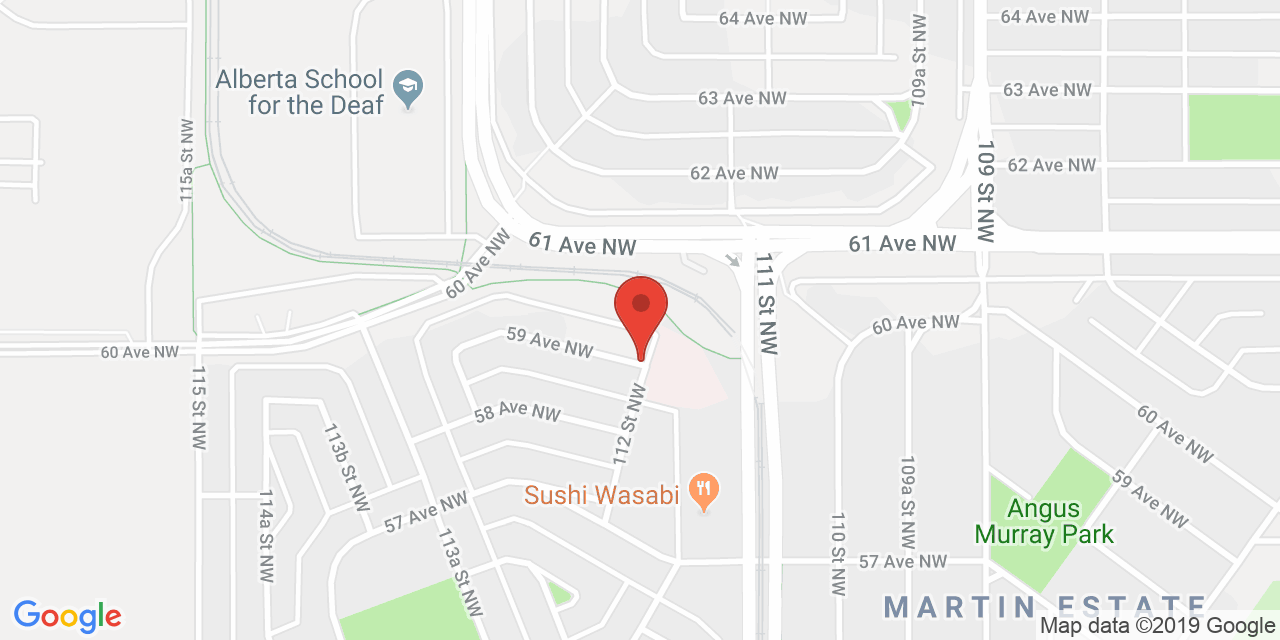 64 Ave NW
64 Ave NW
109a St NW
Alberta School
for the Deaf
63 Ave NW
63 Ave NW
115a St NW
109 St NW
62 Ave NW
62 Ave NW
61 Ave NW
61 Ave NW
60 Ave NW
111 St NW
60 Ave NW
59 Ave NW
60 Ave NW
115 St NW
112 St NW
58 Ave NW
60 Ave NW
113b St NW
109a St NW
59 Ave NW
Sushi Wasabi
114a St NW
57 Ave NW
113a St NW
110 St NW
Angus
Murray Park
57 Ave NW
MARTIN ESTATE
Google
Map data ©2019 Google